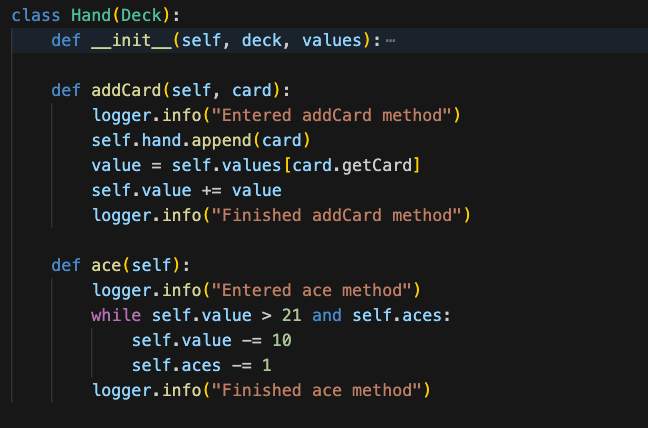 class Hand(Deck):
    def __init__(self, deck, values):⋯

    def addCard(self, card):
        logger.info("Entered addCard method")
        self.hand.append(card)
        value = self.values[card.getCard]
        self.value += value
        logger.info("Finished addCard method")

    def ace(self):
        logger.info("Entered ace method")
        while self.value > 21 and self.aces:
            self.value -= 10
            self.aces -= 1
        logger.info("Finished ace method")